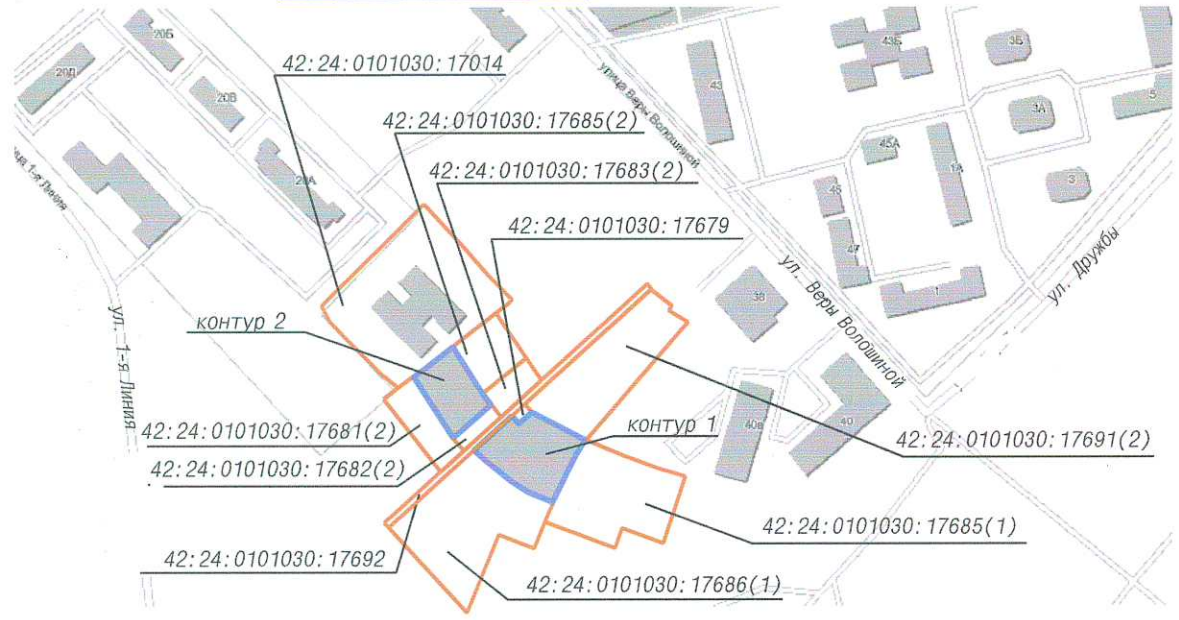 20Б
43Б
3Б
20Д
42:24:0101030:17014
43
5
20В
улица Веры Волошиной
3А
42:24:0101030:17685(2)
45А
1А
42:24:0101030:17683(2)
20А
3
46
42:24:0101030:17679
47
ул. Дружбы
ул. Веры Волошиной
1
38
контур 2
ул. 1-я Линия
контур 1
40в
40
42:24:0101030:17681(2)
42:24:0101030:17691(2)
42:24:0101030:17682(2)
42:24:0101030:17685(1)
42:24:0101030:17692
42:24:0101030:17686(1)